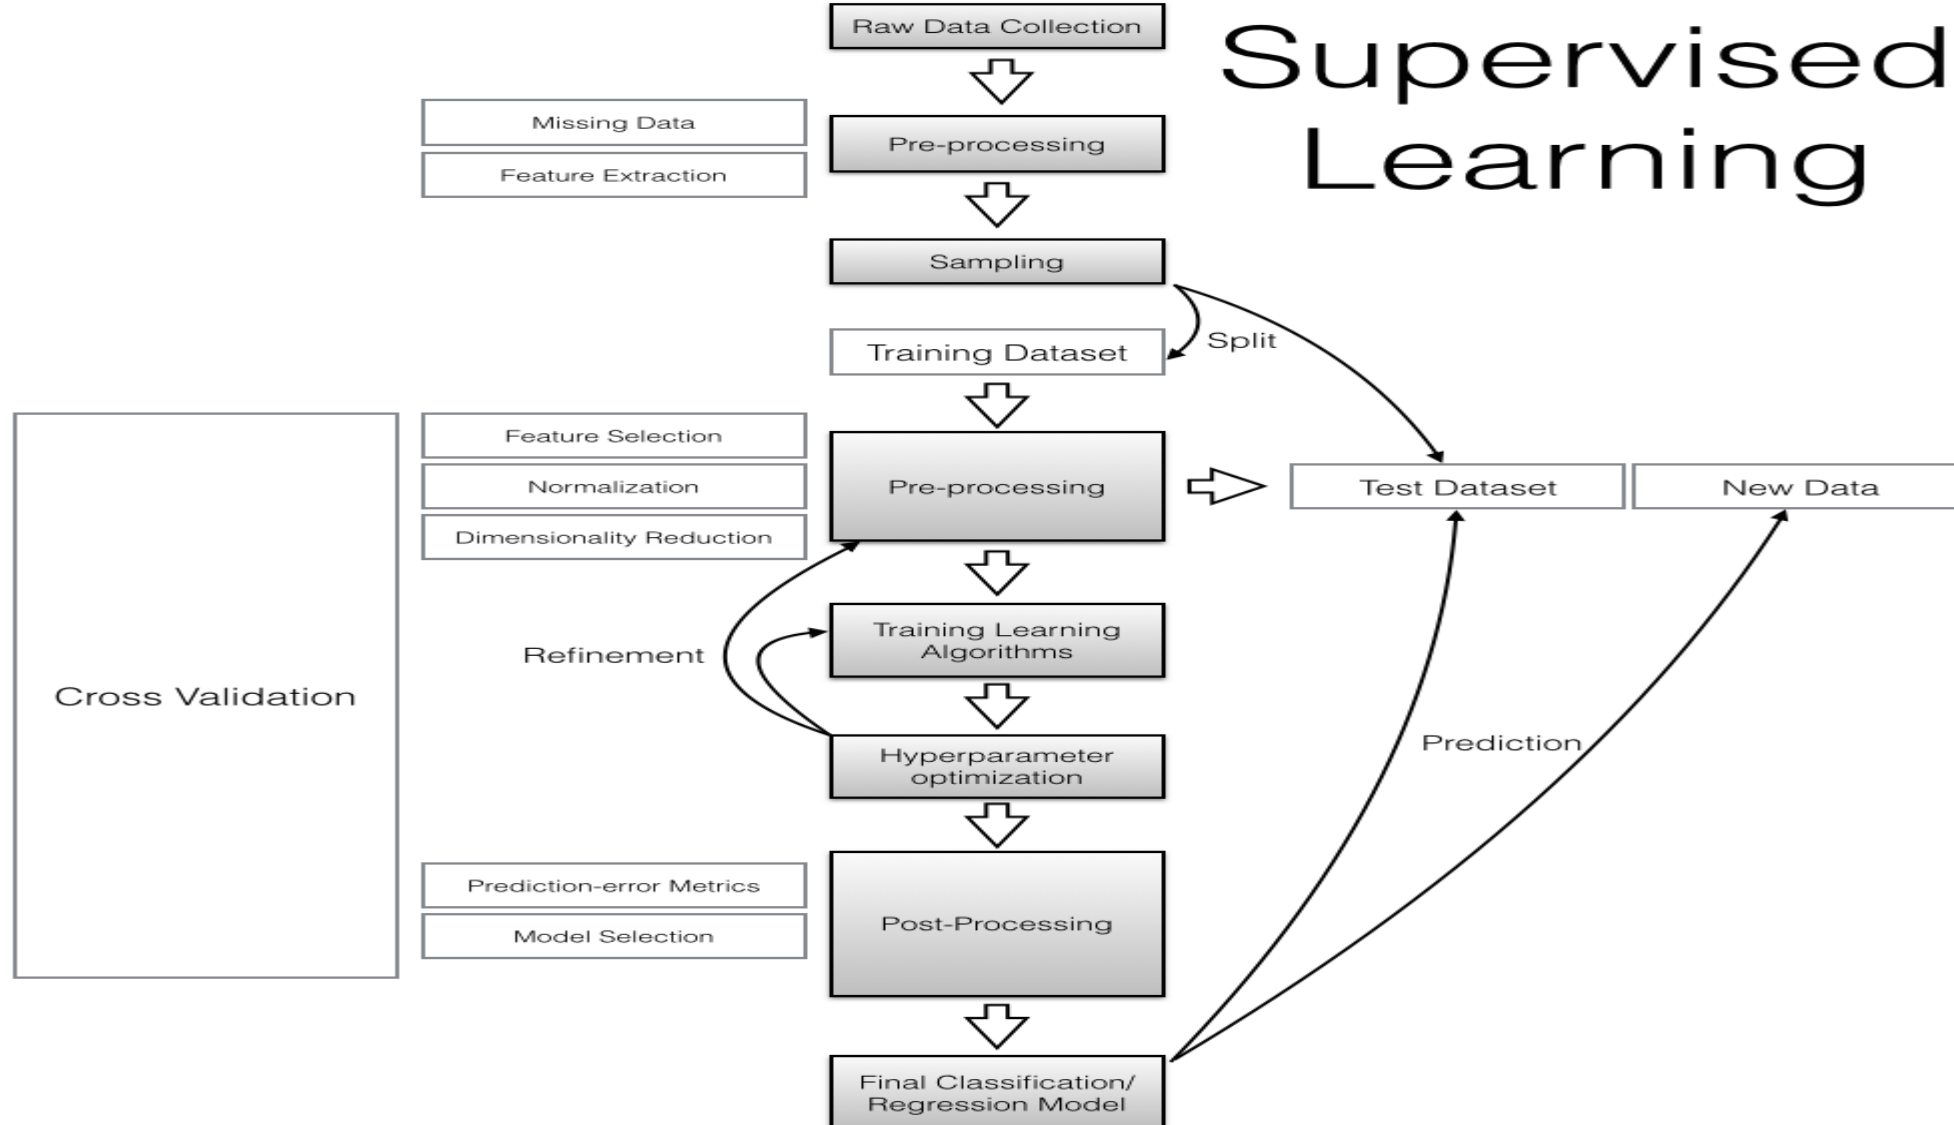 Supervised
Learning
Raw Data Collection
Missing Data
Pre-processing
Feature Extraction
Sampling
Split
Training Dataset
Feature Selection
Normalization
Pre-processing
Test Dataset
New Data
Dimensionality Reduction
Training Learning
Algorithms
Refinement
Cross Validation
Hyperparameter
optimization
Prediction
Prediction-error Metrics
Post-Processing
Model Selection
Final Classification/
Regression Model